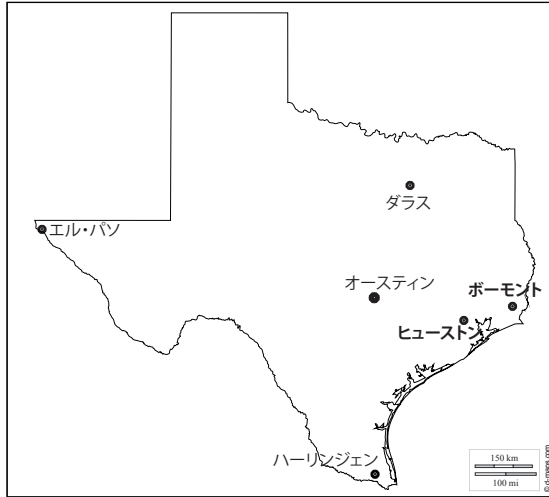 ダラス
エル・パソ
オースティン
ボーモント
ヒューストン
ハーリンジェン
150 km
100 mi
© d-maps.com